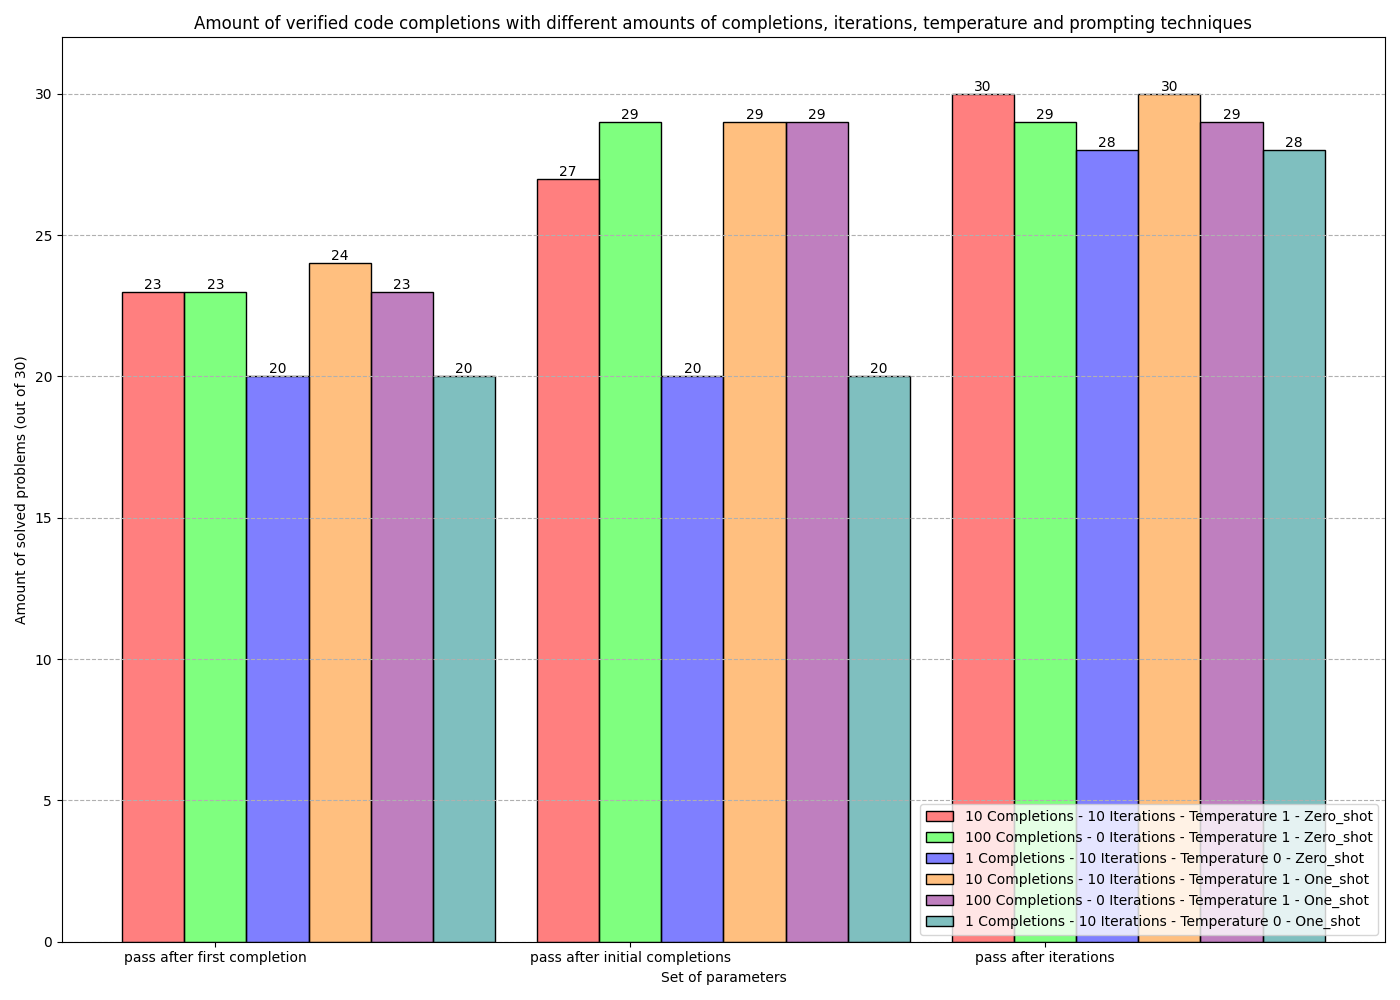 Amount of verified code completions with different amounts of completions, iterations, temperature and prompting techniques
Amount of solved problems (out of 30)
30
25
20
15
10
5
0
23
23
20
24
23
20
27
29
20
29
29
20
30
29
28
30
29
28
10 Completions - 10 Iterations - Temperature 1 - Zero_shot
100 Completions - 0 Iterations - Temperature 1 - Zero_shot
1 Completions - 10 Iterations - Temperature 0 - Zero_shot
10 Completions - 10 Iterations - Temperature 1 - One_shot
100 Completions - 0 Iterations - Temperature 1 - One_shot
1 Completions - 10 Iterations - Temperature 0 - One_shot
pass after first completion
pass after initial completions
pass after iterations
Set of parameters